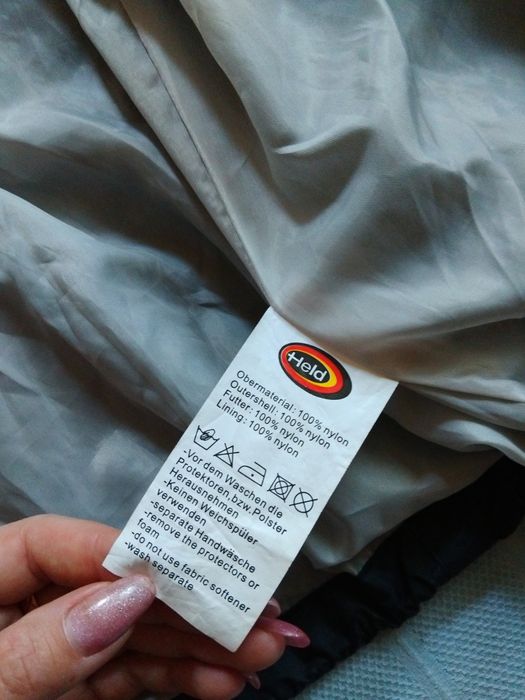 Held
Obermaterial: 100% nylon
Outershell: 100% nylon
Futter: 100% nylon
Lining: 100% nylon
-Vor dem Waschen die
Protektoren, bzw. Polster
Herausnehmen
-Keinen Weichspüler
verwenden
-separate Handwäsche
-remove the protectors or
foam
-do not use fabric softener
-wash separate